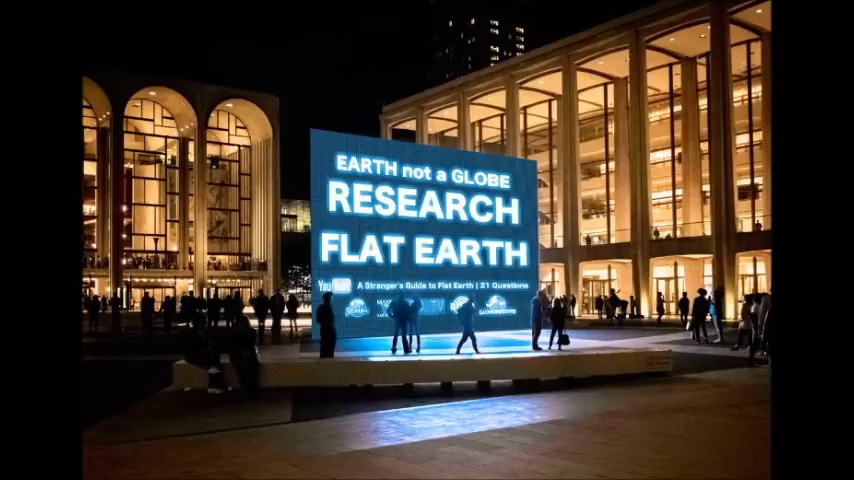 EARTH not a GLOBE
RESEARCH
FLAT EARTH
YouTube A Stranger's Guide to Flat Earth | 21 Questions